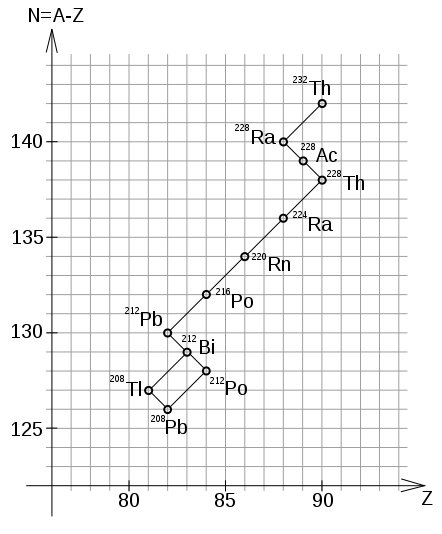 N=A-Z
232Th
140
228Ra
228Ac
228Th
224Ra
135
220Rn
216Po
212Pb
130
212Bi
208Tl
212Po
208Pb
125
80
85
90
Z